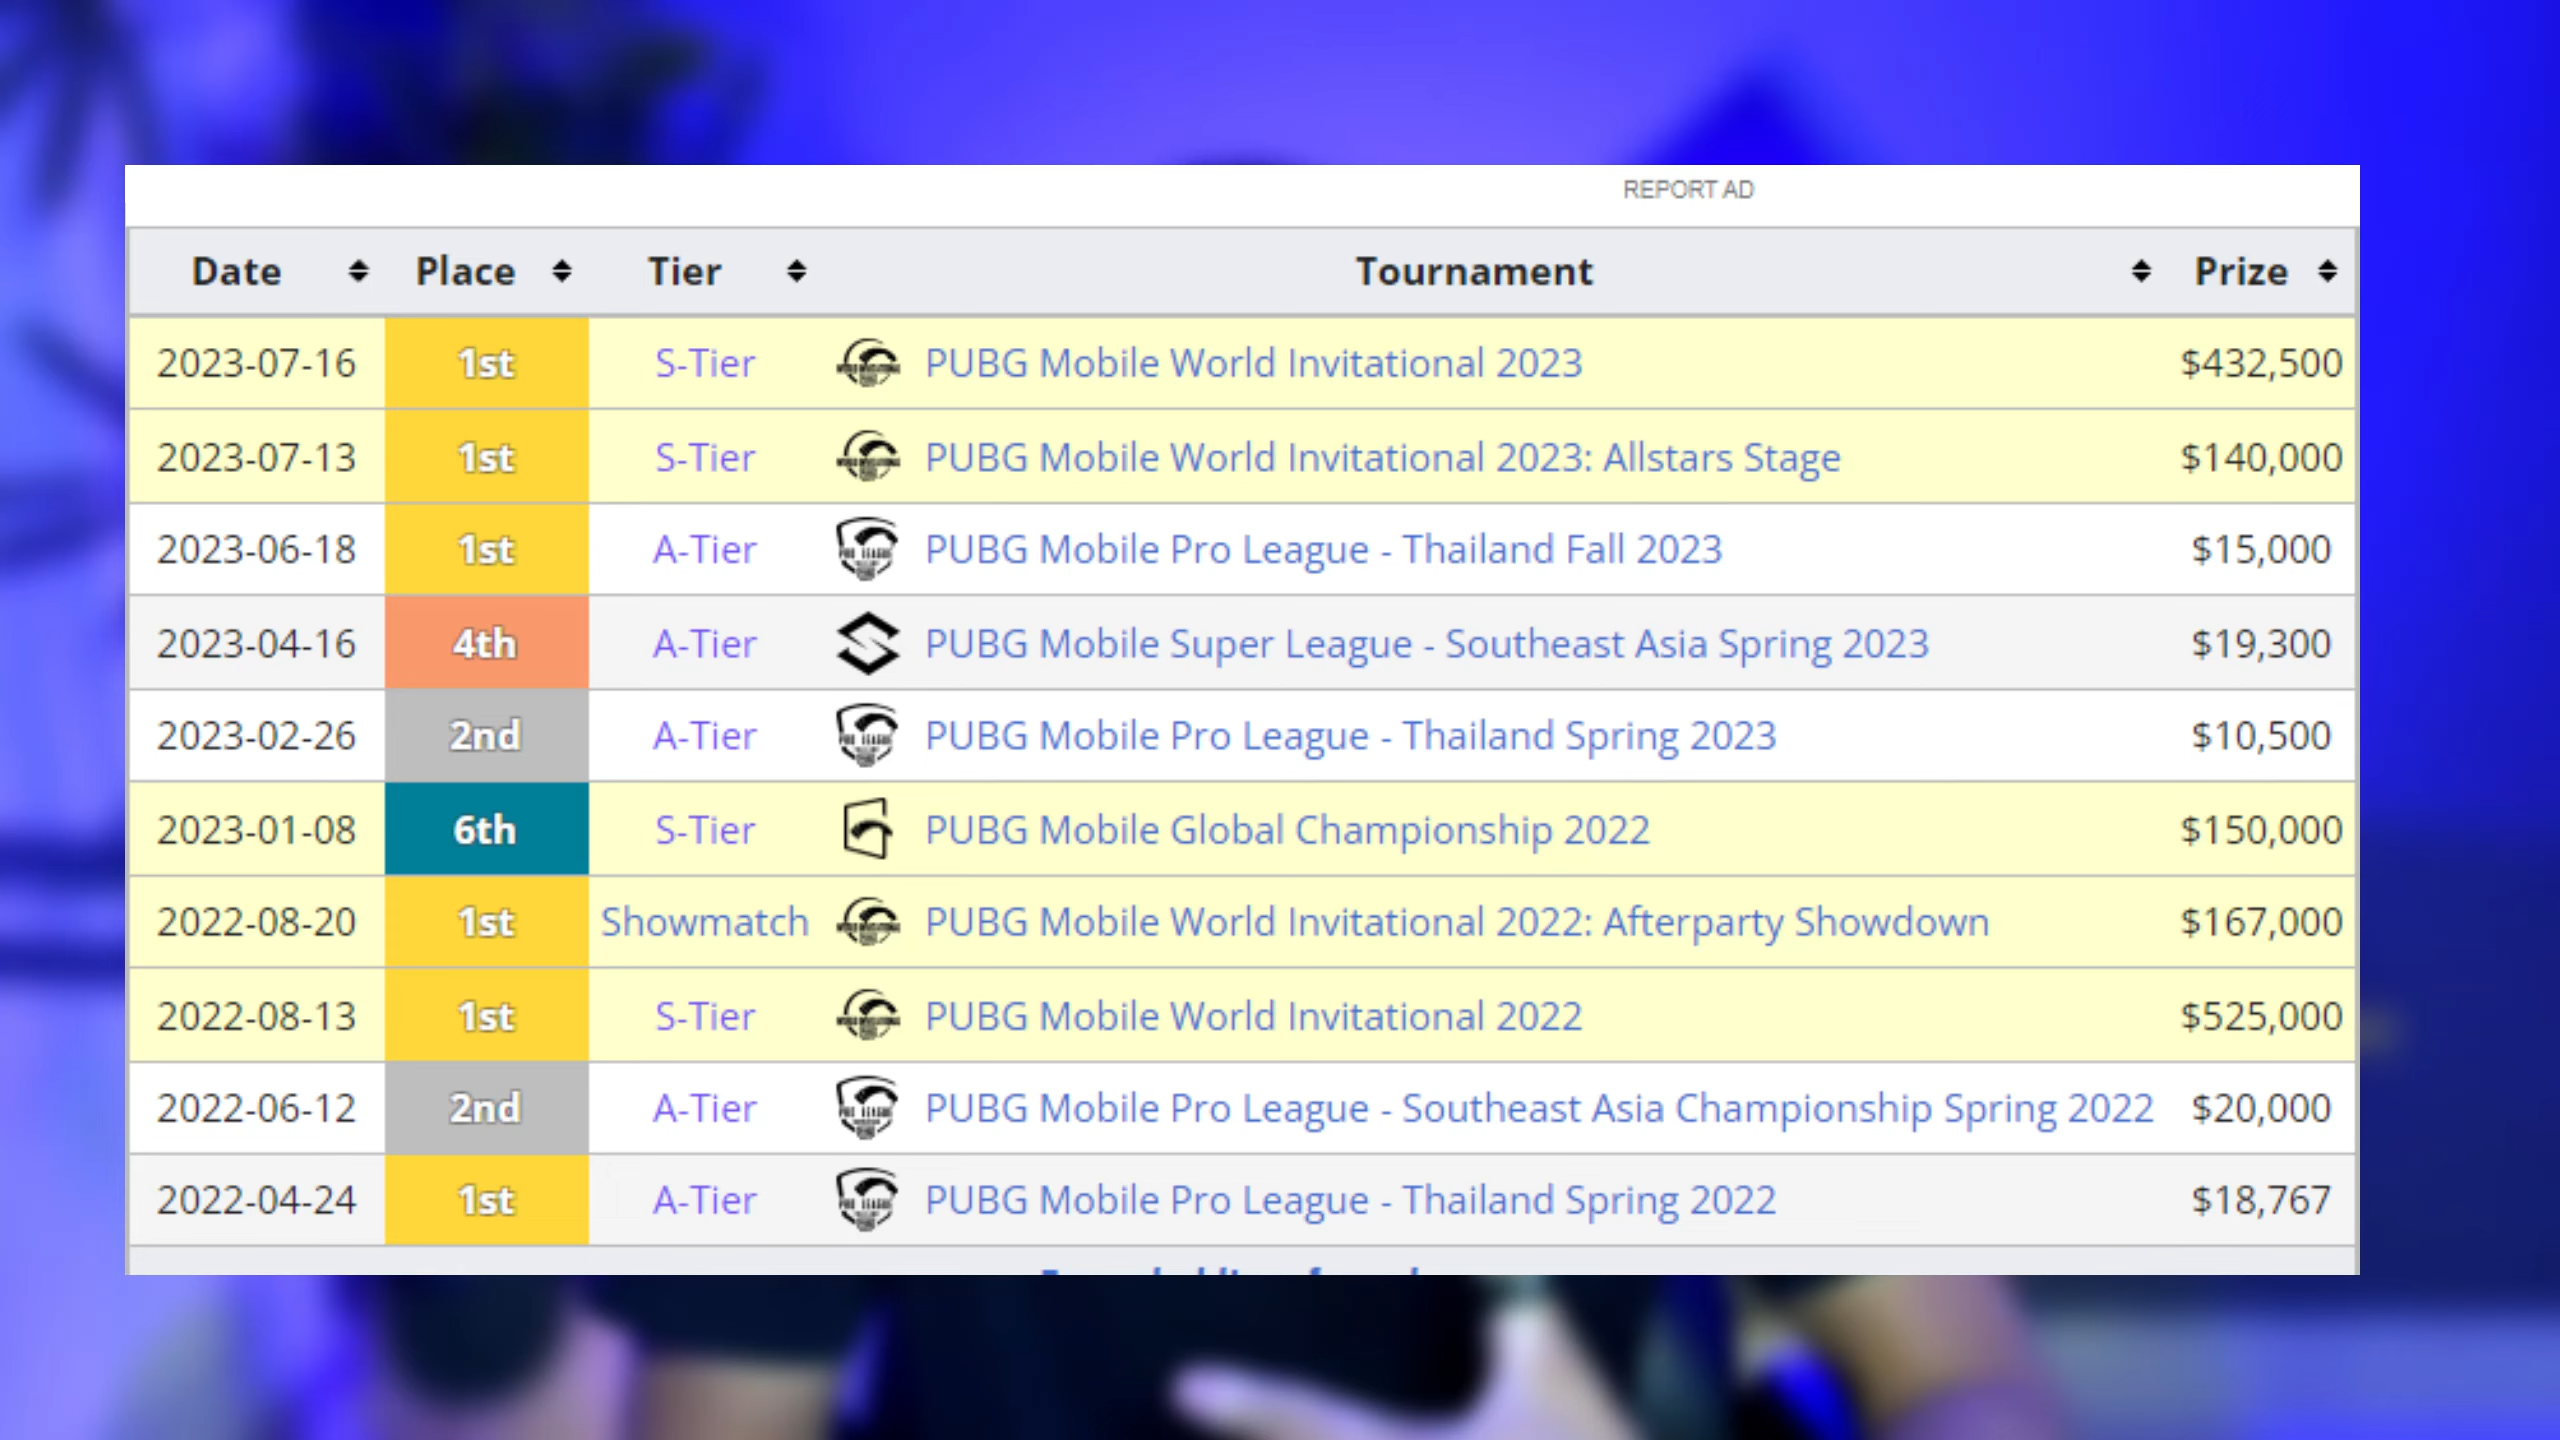 REPORT AD
Date Place Tier Tournament Prize
2023-07-16 1st S-Tier PUBG Mobile World Invitational 2023 $432,500
2023-07-13 1st S-Tier PUBG Mobile World Invitational 2023: Allstars Stage $140,000
2023-06-18 1st A-Tier PUBG Mobile Pro League - Thailand Fall 2023 $15,000
2023-04-16 4th A-Tier PUBG Mobile Super League - Southeast Asia Spring 2023 $19,300
2023-02-26 2nd A-Tier PUBG Mobile Pro League - Thailand Spring 2023 $10,500
2023-01-08 6th S-Tier PUBG Mobile Global Championship 2022 $150,000
2022-08-20 1st Showmatch PUBG Mobile World Invitational 2022: Afterparty Showdown $167,000
2022-08-13 1st S-Tier PUBG Mobile World Invitational 2022 $525,000
2022-06-12 2nd A-Tier PUBG Mobile Pro League - Southeast Asia Championship Spring 2022 $20,000
2022-04-24 1st A-Tier PUBG Mobile Pro League - Thailand Spring 2022 $18,767